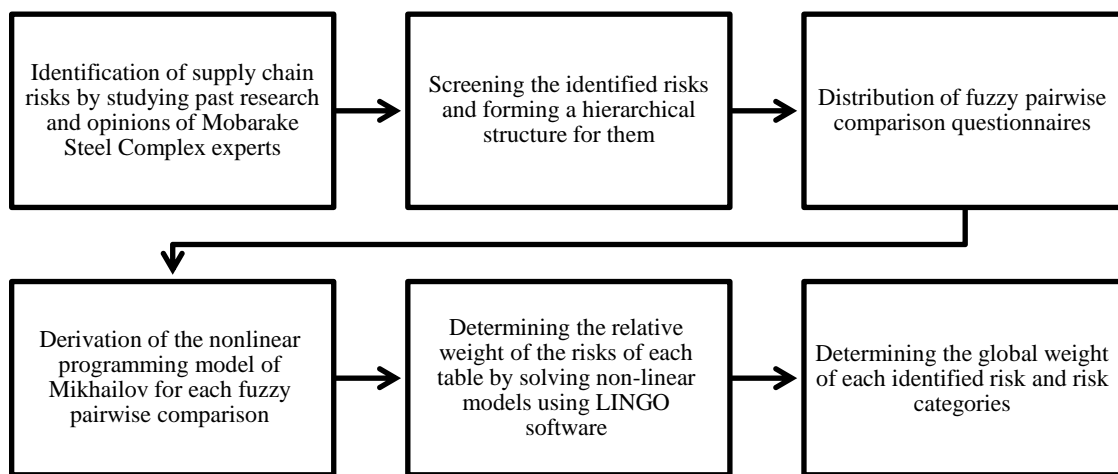 Identification of supply chain
risks by studying past research
and opinions of Mobarake
Steel Complex experts
Screening the identified risks
and forming a hierarchical
structure for them
Distribution of fuzzy pairwise
comparison questionnaires
Derivation of the nonlinear
programming model of
Mikhailov for each fuzzy
pairwise comparison
Determining the relative
weight of the risks of each
table by solving non-linear
models using LINGO
software
Determining the global weight
of each identified risk and risk
categories